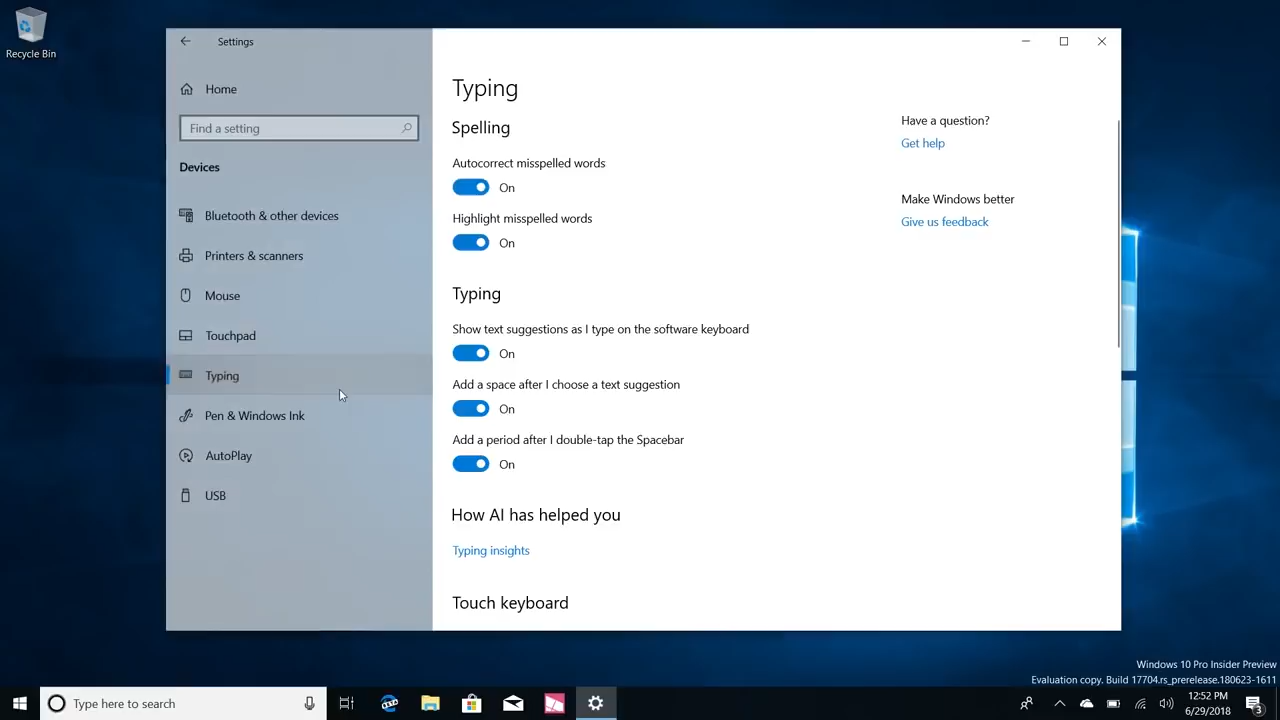 Recycle Bin
Settings
Home
Find a setting
Devices
Bluetooth & other devices
Printers & scanners
Mouse
Touchpad
Typing
Pen & Windows Ink
AutoPlay
USB
Typing
Spelling
Autocorrect misspelled words
On
Highlight misspelled words
On
Typing
Show text suggestions as I type on the software keyboard
On
Add a space after I choose a text suggestion
On
Add a period after I double-tap the Spacebar
On
How AI has helped you
Typing insights
Touch keyboard
Have a question?
Get help
Make Windows better
Give us feedback
Windows 10 Pro Insider Preview
Evaluation copy. Build 17704.rs_prerelease.180623-1611
Type here to search
12:52 PM
6/29/2018
3